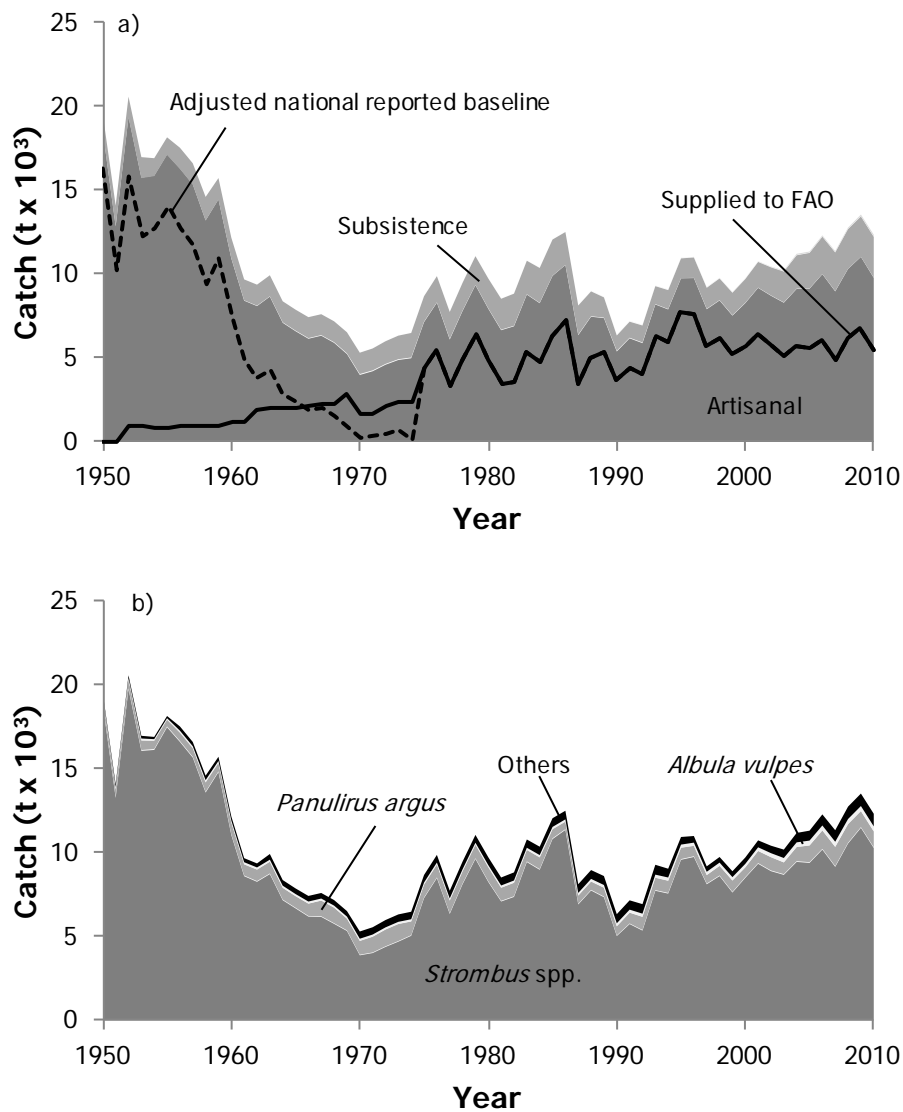 a)
25
20
15
10
5
0
Catch (t x 10³)
Adjusted national reported baseline
Subsistence
Supplied to FAO
Artisanal
1950 1960 1970 1980 1990 2000 2010
Year
b)
25
20
15
10
5
0
Catch (t x 10³)
Panulirus argus
Others
Albula vulpes
Strombus spp.
1950 1960 1970 1980 1990 2000 2010
Year